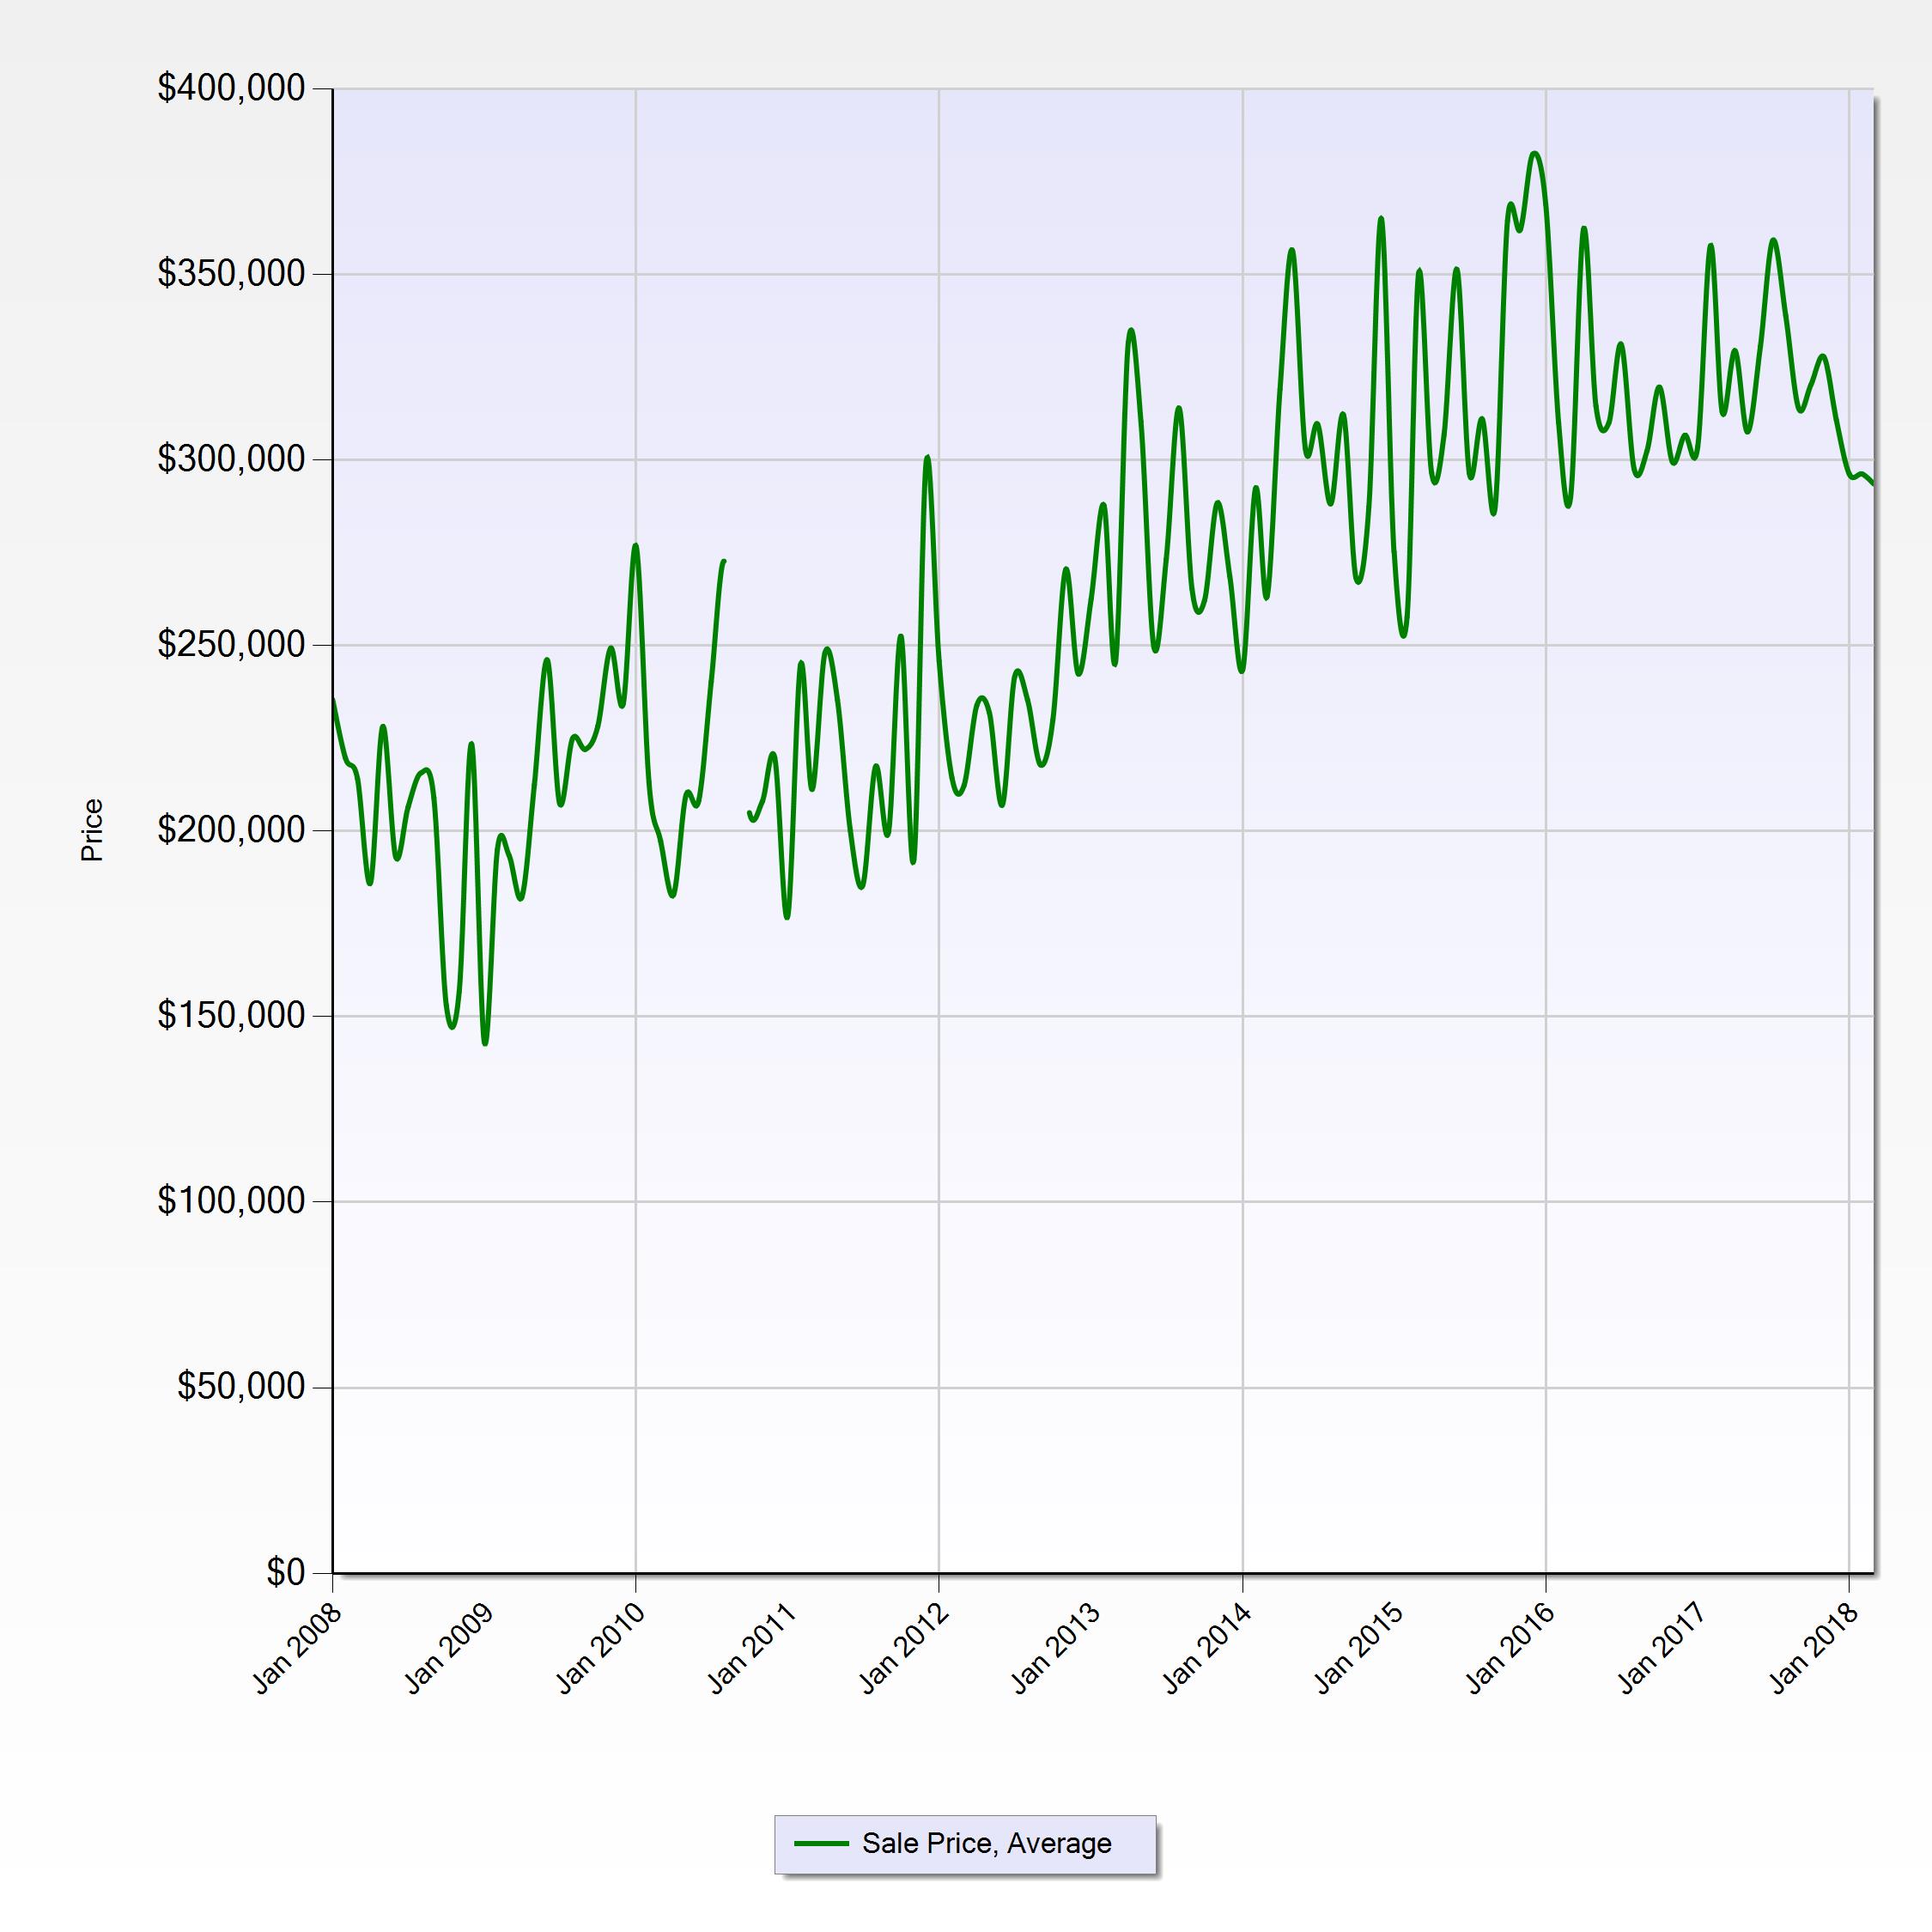 $400,000
$350,000
$300,000
$250,000
$200,000
$150,000
$100,000
$50,000
$0
Price
Jan 2008
Jan 2009
Jan 2010
Jan 2011
Jan 2012
Jan 2013
Jan 2014
Jan 2015
Jan 2016
Jan 2017
Jan 2018
Sale Price, Average